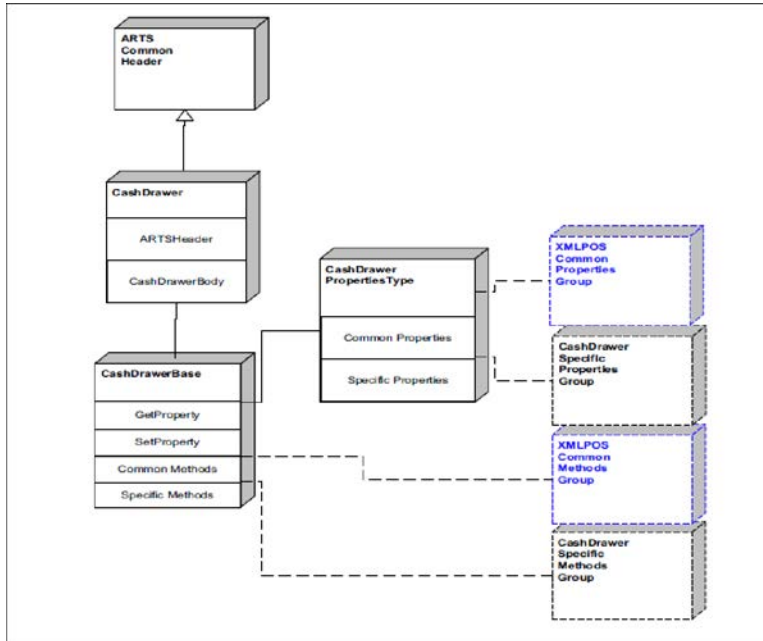 ARTS
Common
Header
CashDrawer
ARTSHeader
CashDrawerBody
CashDrawerBase
GetProperty
SetProperty
Common Methods
Specific Methods
CashDrawer
PropertiesType
Common Properties
Specific Properties
XMLPOS
Common
Properties
Group
CashDrawer
Specific
Properties
Group
XMLPOS
Common
Methods
Group
CashDrawer
Specific
Methods
Group